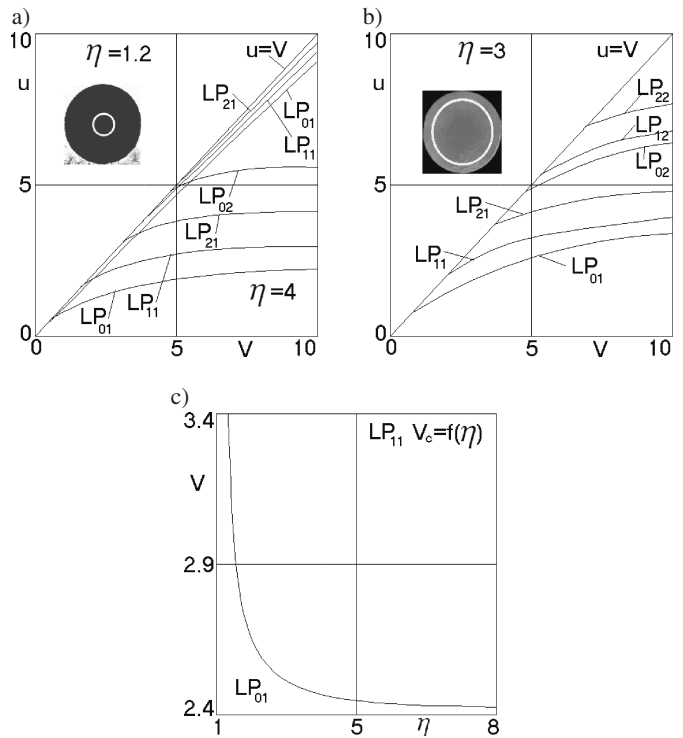 a)
10
η=1.2
u=V
u
LP₂₁
LP₀₁
LP₁₁
5
LP₀₂
LP₂₁
LP₀₁
LP₁₁
η=4
0
0
5
V
10
b)
10
η=3
u=V
u
LP₂₂
LP₁₂
LP₀₂
5
LP₂₁
LP₁₁
LP₀₁
0
0
5
V
10
c)
3.4
LP₁₁ V꜀=f(η)
V
2.9
LP₀₁
2.4
1
5
η
8